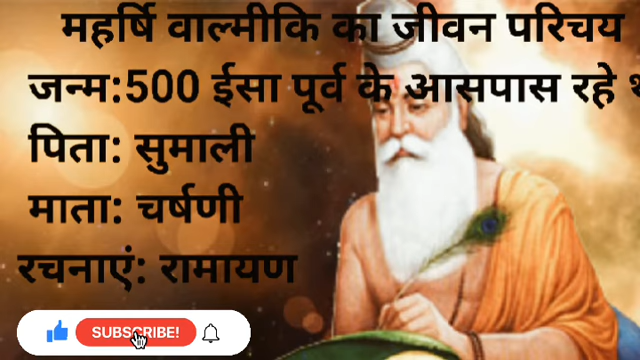 महर्षि वाल्मीकि का जीवन परिचय
जन्म:500 ईसा पूर्व के आसपास रहे
पिता: सुमाली
माता: चर्षणी
रचनाएं: रामायण
SUBSCRIBE!